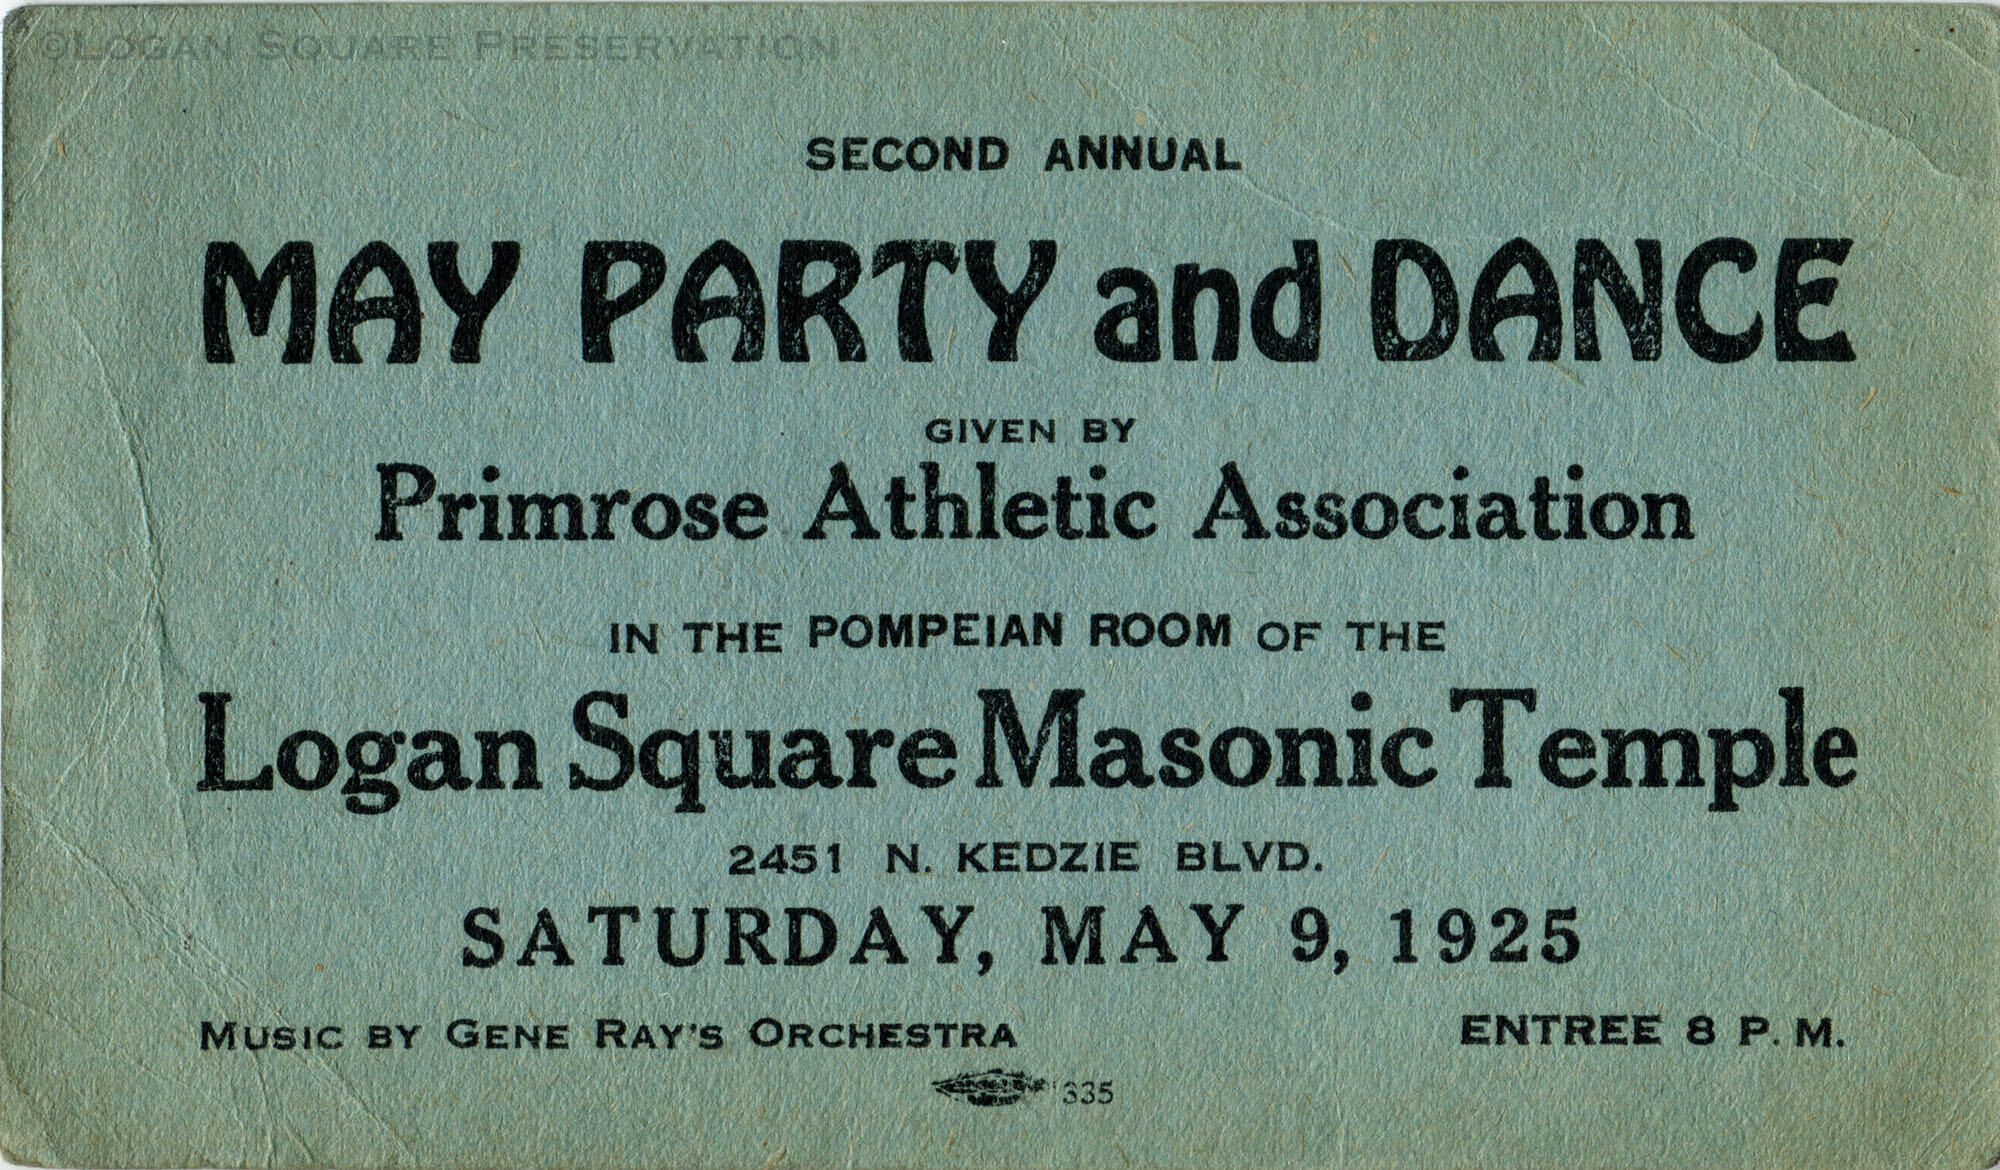 ©Logan Square Preservation
SECOND ANNUAL
MAY PARTY and DANCE
GIVEN BY
Primrose Athletic Association
IN THE POMPEIAN ROOM OF THE
Logan Square Masonic Temple
2451 N. KEDZIE BLVD.
SATURDAY, MAY 9, 1925
Music by Gene Ray's Orchestra ENTREE 8 P. M.
335